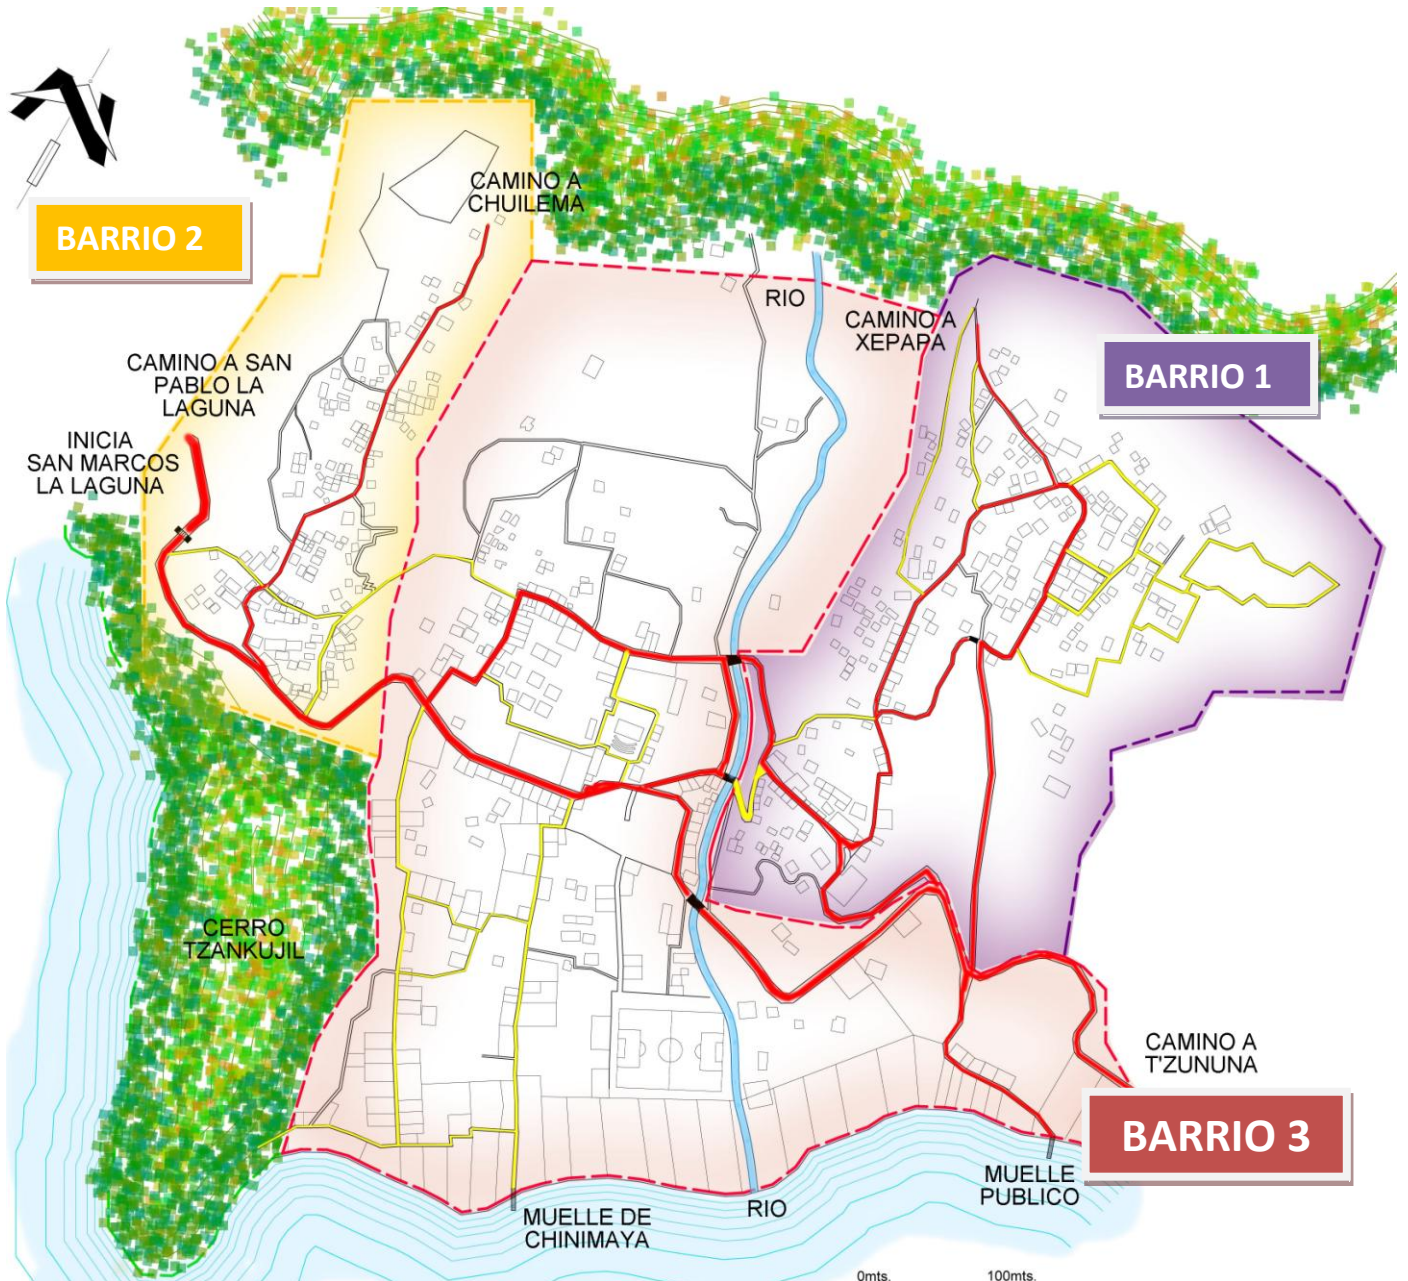 CAMINO A
CHUILEMA
BARRIO 2
RIO
CAMINO A
XEPAPA
BARRIO 1
CAMINO A SAN
PABLO LA
LAGUNA
INICIA
SAN MARCOS
LA LAGUNA
CERRO
TZANKUJIL
CAMINO A
T'ZUNUNA
BARRIO 3
MUELLE
PUBLICO
RIO
MUELLE DE
CHINIMAYA
0mts.
100mts.